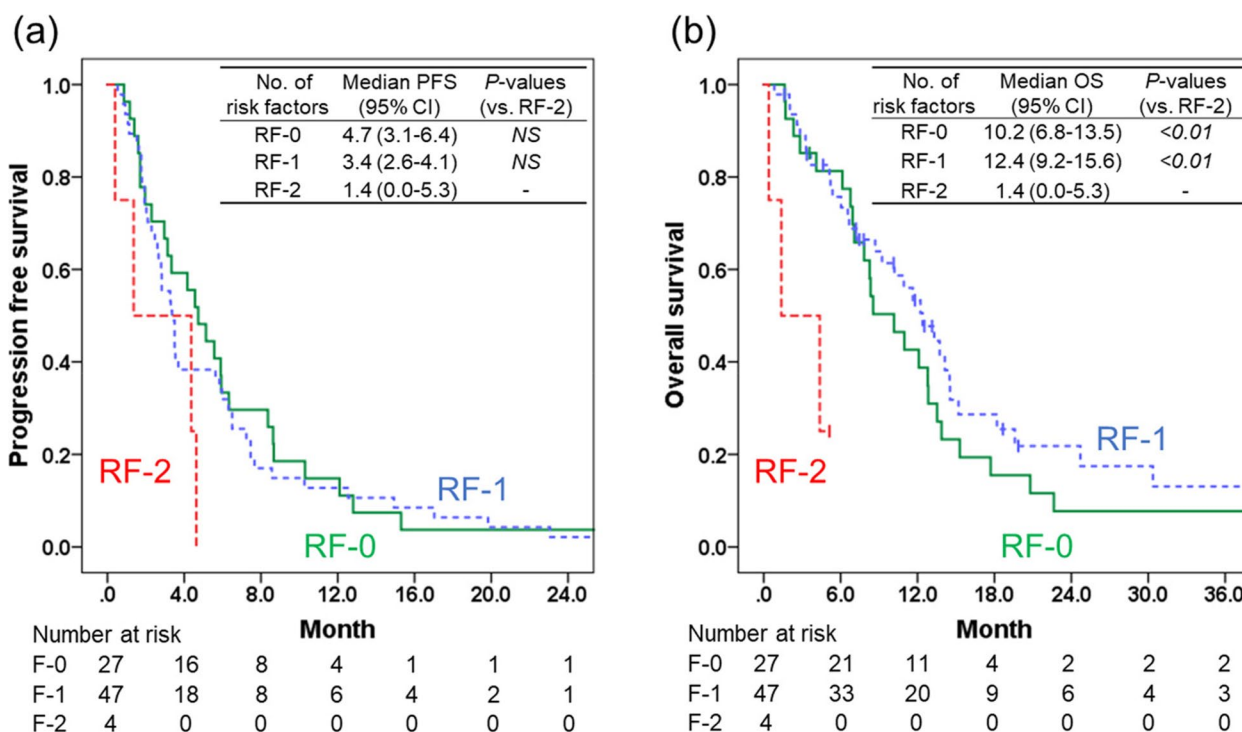 (a)
No. of risk factors Median PFS (95% CI) P-values (vs. RF-2)
RF-0 4.7 (3.1-6.4) NS
RF-1 3.4 (2.6-4.1) NS
RF-2 1.4 (0.0-5.3) -
Progression free survival
1.0
0.8
0.6
0.4
0.2
0.0
RF-2
RF-1
RF-0
.0 4.0 8.0 12.0 16.0 20.0 24.0
Month
Number at risk
F-0 27 16 8 4 1 1 1
F-1 47 18 8 6 4 2 1
F-2 4 0 0 0 0 0 0
(b)
No. of risk factors Median OS (95% CI) P-values (vs. RF-2)
RF-0 10.2 (6.8-13.5) <0.01
RF-1 12.4 (9.2-15.6) <0.01
RF-2 1.4 (0.0-5.3) -
Overall survival
1.0
0.8
0.6
0.4
0.2
0.0
RF-2
RF-1
RF-0
.0 6.0 12.0 18.0 24.0 30.0 36.0
Month
Number at risk
F-0 27 21 11 4 2 2 2
F-1 47 33 20 9 6 4 3
F-2 4 0 0 0 0 0 0